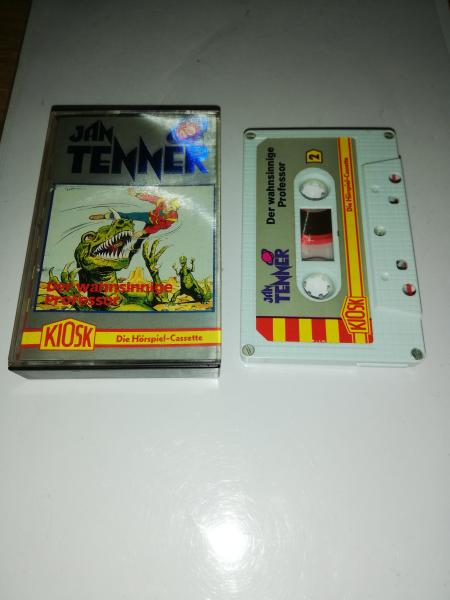 JAN
TENNER
Der wahnsinnige
Professor
KIOSK
Die Hörspiel-Cassette
JAN
TENNER
Der wahnsinnige
Professor
2
KIOSK
Die Hörspiel-Cassette